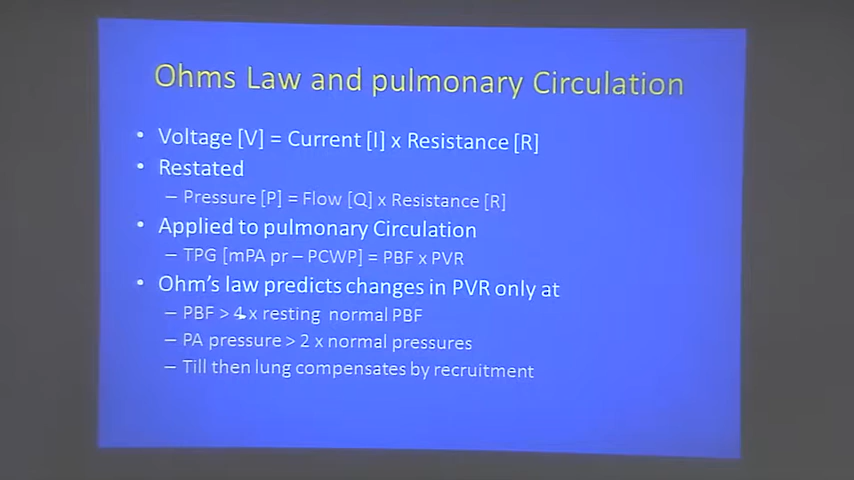 Ohms Law and pulmonary Circulation
• Voltage [V] = Current [I] x Resistance [R]
• Restated
– Pressure [P] = Flow [Q] x Resistance [R]
• Applied to pulmonary Circulation
– TPG [mPA pr – PCWP] = PBF x PVR
• Ohm's law predicts changes in PVR only at
– PBF > 4 x resting normal PBF
– PA pressure > 2 x normal pressures
– Till then lung compensates by recruitment